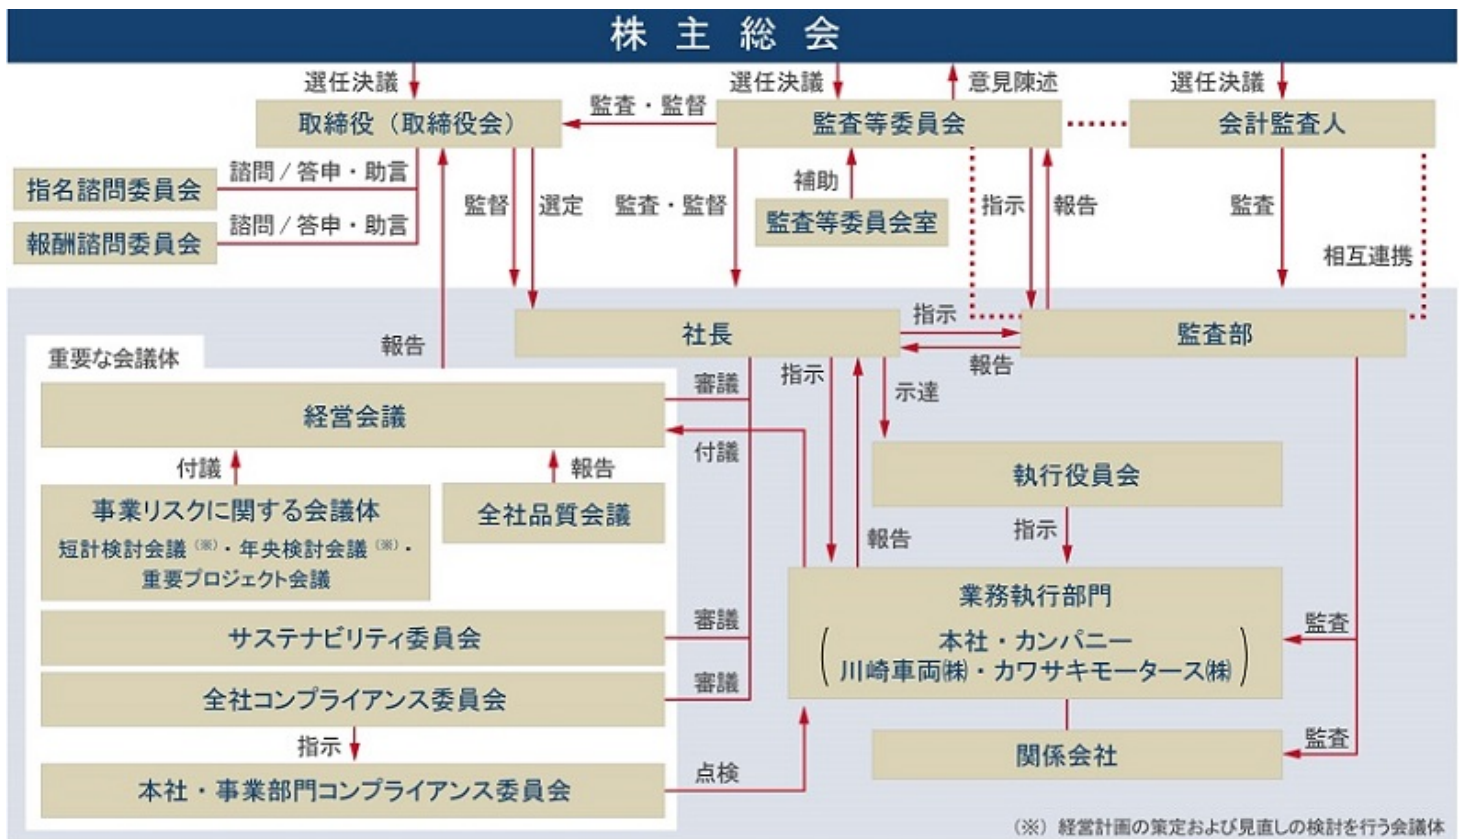 株主総会
選任決議
選任決議
意見陳述
選任決議
取締役（取締役会）
監査・監督
監査等委員会
会計監査人
指名諮問委員会
諮問 / 答申・助言
報酬諮問委員会
諮問 / 答申・助言
監督
選定
監査・監督
補助
監査等委員会室
指示
報告
監査
相互連携
社長
指示
報告
監査部
重要な会議体
報告
経営会議
審議
指示
示達
付議
付議
報告
事業リスクに関する会議体
短計検討会議（※）・年央検討会議（※）・
重要プロジェクト会議
全社品質会議
執行役員会
指示
報告
業務執行部門
（本社・カンパニー
川崎車両㈱・カワサキモータース㈱）
監査
サステナビリティ委員会
審議
全社コンプライアンス委員会
審議
指示
本社・事業部門コンプライアンス委員会
点検
関係会社
監査
（※）経営計画の策定および見直しの検討を行う会議体